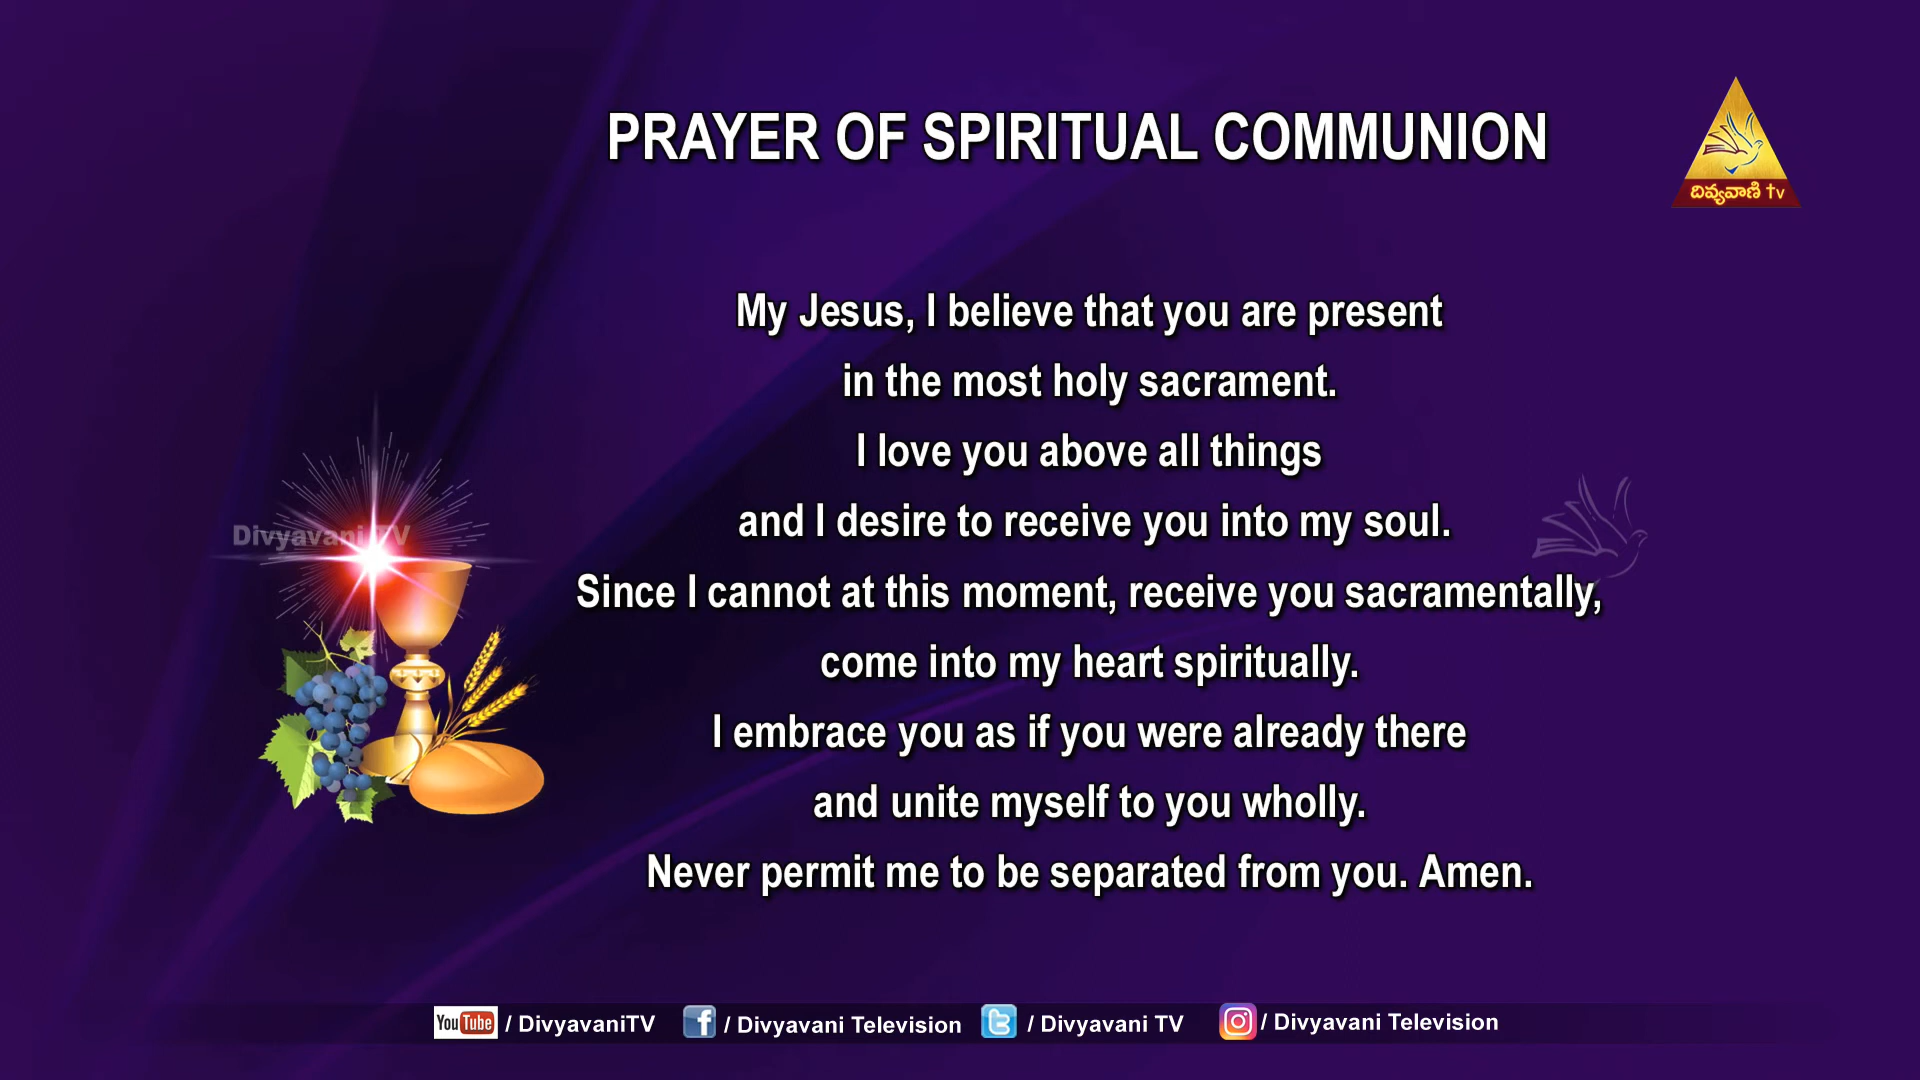 PRAYER OF SPIRITUAL COMMUNION
దివ్యవాణి tv
My Jesus, I believe that you are present
in the most holy sacrament.
I love you above all things
and I desire to receive you into my soul.
Divyavani TV
Since I cannot at this moment, receive you sacramentally,
come into my heart spiritually.
I embrace you as if you were already there
and unite myself to you wholly.
Never permit me to be separated from you. Amen.
YouTube / DivyavaniTV f / Divyavani Television / Divyavani TV / Divyavani Television